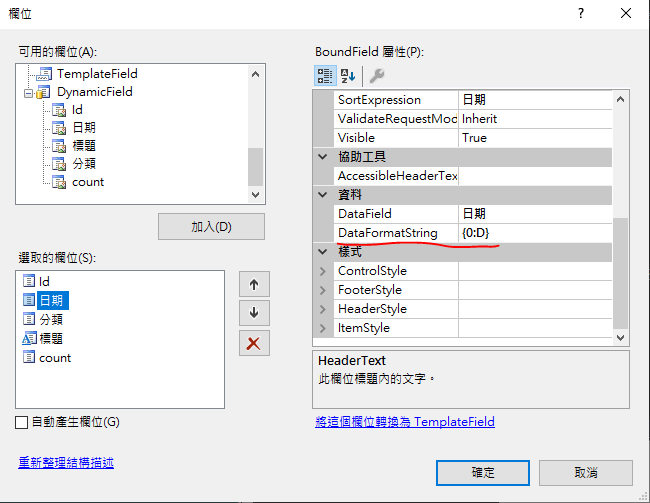 欄位
?
可用的欄位(A):
TemplateField
DynamicField
Id
日期
標題
分類
count
加入(D)
選取的欄位(S):
Id
日期
分類
標題
count
自動產生欄位(G)
重新整理結構描述
BoundField 屬性(P):
SortExpression 日期
ValidateRequestMod Inherit
Visible True
協助工具
AccessibleHeaderTex
資料
DataField 日期
DataFormatString {0:D}
樣式
ControlStyle
FooterStyle
HeaderStyle
ItemStyle
HeaderText
此欄位標題內的文字。
將這個欄位轉換為 TemplateField
確定
取消